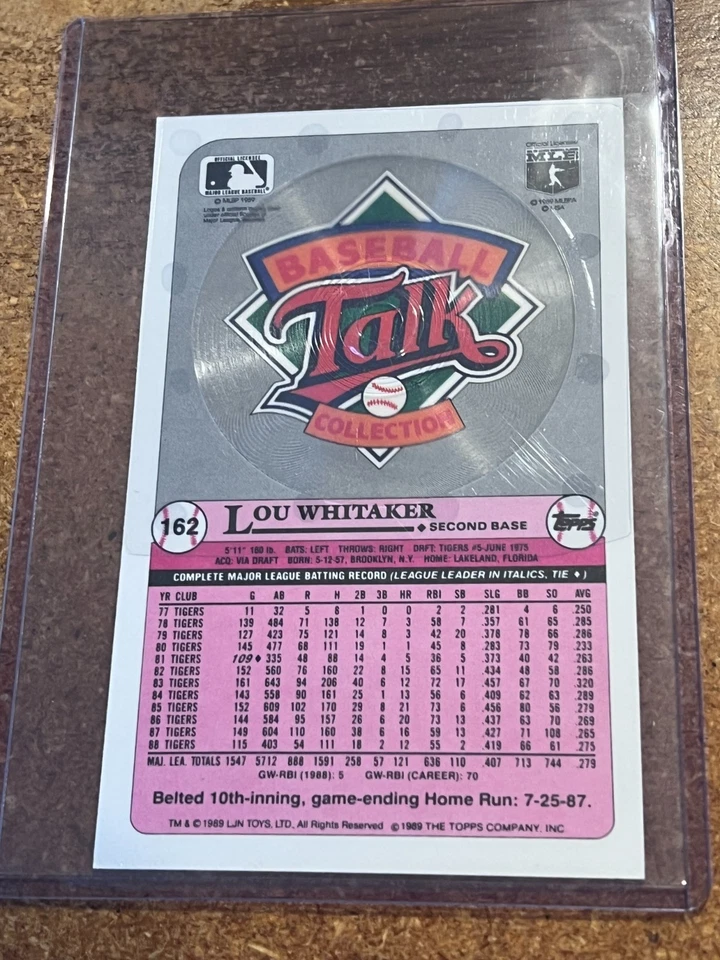 OFFICIAL LICENSEE
MAJOR LEAGUE BASEBALL®
© MLBP 1989
Major League Baseball
Official Licensee
MLB
© 1989 MLBPA
© MSA
BASEBALL
Talk
COLLECTION
162
LOU WHITAKER
◆ SECOND BASE
TOPPS®
5'11" 180 lb. BATS: LEFT THROWS: RIGHT DRFT: TIGERS #5-JUNE 1975
ACQ: VIA DRAFT BORN: 5-12-57, BROOKLYN, N.Y. HOME: LAKELAND, FLORIDA
COMPLETE MAJOR LEAGUE BATTING RECORD (LEAGUE LEADER IN ITALICS, TIE ◆)
YR CLUB G AB R H 2B 3B HR RBI SB SLG BB SO AVG
77 TIGERS 11 32 5 8 1 0 0 2 2 .281 4 6 .250
78 TIGERS 139 484 71 138 12 7 3 58 7 .357 61 65 .285
79 TIGERS 127 423 75 121 14 8 3 42 20 .378 78 66 .286
80 TIGERS 145 477 68 111 19 1 1 45 8 .283 73 79 .233
81 TIGERS 109◆ 335 48 88 14 4 5 36 5 .373 40 42 .263
82 TIGERS 152 560 76 160 22 8 15 65 11 .434 48 58 .286
83 TIGERS 161 643 94 206 40 6 12 72 17 .457 67 70 .320
84 TIGERS 143 558 90 161 25 1 13 56 6 .409 62 63 .289
85 TIGERS 152 609 102 170 29 8 21 73 6 .456 80 56 .279
86 TIGERS 144 584 95 157 26 6 20 73 13 .437 63 70 .269
87 TIGERS 149 604 110 160 38 6 16 59 13 .427 71 108 .265
88 TIGERS 115 403 54 111 18 2 12 55 2 .419 66 61 .275
MAJ. LEA. TOTALS 1547 5712 888 1591 258 57 121 636 110 .407 713 744 .279
GW-RBI (1988): 5 GW-RBI (CAREER): 70
Belted 10th-inning, game-ending Home Run: 7-25-87.
TM & © 1989 LJN TOYS, LTD. All Rights Reserved © 1989 THE TOPPS COMPANY, INC